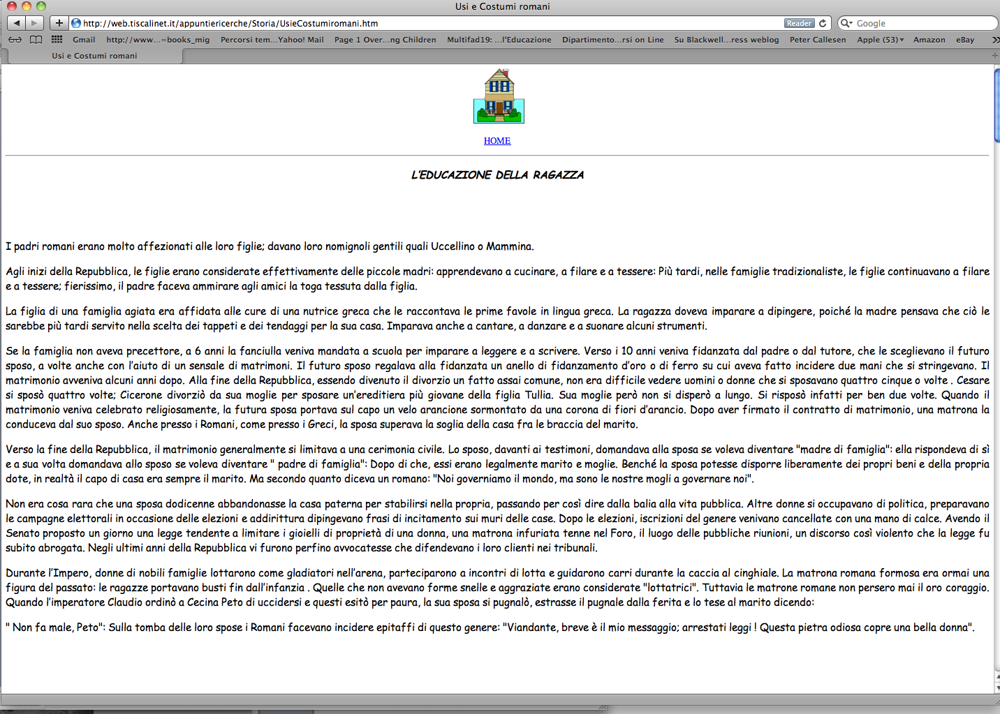 Usi e Costumi romani
http://web.tiscalinet.it/appuntiericerche/Storia/UsieCostumiromani.htm
Reader
Google
Gmail
http://www...=books_mig
Percorsi tem...Yahoo! Mail
Page 1 Over...ng Children
Multifad19: ...l'Educazione
Dipartimento...rsi on Line
Su Blackwell...ress weblog
Peter Callesen
Apple (53)
Amazon
eBay
Usi e Costumi romani
HOME
L'EDUCAZIONE DELLA RAGAZZA
I padri romani erano molto affezionati alle loro figlie; davano loro nomignoli gentili quali Uccellino o Mammina.
Agli inizi della Repubblica, le figlie erano considerate effettivamente delle piccole madri: apprendevano a cucinare, a filare e a tessere: Più tardi, nelle famiglie tradizionaliste, le figlie continuavano a filare
e a tessere; fierissimo, il padre faceva ammirare agli amici la toga tessuta dalla figlia.
La figlia di una famiglia agiata era affidata alle cure di una nutrice greca che le raccontava le prime favole in lingua greca. La ragazza doveva imparare a dipingere, poiché la madre pensava che ciò le
sarebbe più tardi servito nella scelta dei tappeti e dei tendaggi per la sua casa. Imparava anche a cantare, a danzare e a suonare alcuni strumenti.
Se la famiglia non aveva precettore, a 6 anni la fanciulla veniva mandata a scuola per imparare a leggere e a scrivere. Verso i 10 anni veniva fidanzata dal padre o dal tutore, che le sceglievano il futuro
sposo, a volte anche con l'aiuto di un sensale di matrimoni. Il futuro sposo regalava alla fidanzata un anello di fidanzamento d'oro o di ferro su cui aveva fatto incidere due mani che si stringevano. Il
matrimonio avveniva alcuni anni dopo. Alla fine della Repubblica, essendo divenuto il divorzio un fatto assai comune, non era difficile vedere uomini o donne che si sposavano quattro cinque o volte . Cesare
si sposò quattro volte; Cicerone divorziò da sua moglie per sposare un'ereditiera più giovane della figlia Tullia. Sua moglie però non si disperò a lungo. Si risposò infatti per ben due volte. Quando il
matrimonio veniva celebrato religiosamente, la futura sposa portava sul capo un velo arancione sormontato da una corona di fiori d'arancio. Dopo aver firmato il contratto di matrimonio, una matrona la
conduceva dal suo sposo. Anche presso i Romani, come presso i Greci, la sposa superava la soglia della casa fra le braccia del marito.
Verso la fine della Repubblica, il matrimonio generalmente si limitava a una cerimonia civile. Lo sposo, davanti ai testimoni, domandava alla sposa se voleva diventare "madre di famiglia": ella rispondeva di sì
e a sua volta domandava allo sposo se voleva diventare " padre di famiglia": Dopo di che, essi erano legalmente marito e moglie. Benché la sposa potesse disporre liberamente dei propri beni e della propria
dote, in realtà il capo di casa era sempre il marito. Ma secondo quanto diceva un romano: "Noi governiamo il mondo, ma sono le nostre mogli a governare noi".
Non era cosa rara che una sposa dodicenne abbandonasse la casa paterna per stabilirsi nella propria, passando per così dire dalla balia alla vita pubblica. Altre donne si occupavano di politica, preparavano
le campagne elettorali in occasione delle elezioni e addirittura dipingevano frasi di incitamento sui muri delle case. Dopo le elezioni, iscrizioni del genere venivano cancellate con una mano di calce. Avendo il
Senato proposto un giorno una legge tendente a limitare i gioielli di proprietà di una donna, una matrona infuriata tenne nel Foro, il luogo delle pubbliche riunioni, un discorso così violento che la legge fu
subito abrogata. Negli ultimi anni della Repubblica vi furono perfino avvocatesse che difendevano i loro clienti nei tribunali.
Durante l'Impero, donne di nobili famiglie lottarono come gladiatori nell'arena, parteciparono a incontri di lotta e guidarono carri durante la caccia al cinghiale. La matrona romana formosa era ormai una
figura del passato: le ragazze portavano busti fin dall'infanzia . Quelle che non avevano forme snelle e aggraziate erano considerate "lottatrici". Tuttavia le matrone romane non persero mai il oro coraggio.
Quando l'imperatore Claudio ordinò a Cecina Peto di uccidersi e questi esitò per paura, la sua sposa si pugnalò, estrasse il pugnale dalla ferita e lo tese al marito dicendo:
" Non fa male, Peto": Sulla tomba delle loro spose i Romani facevano incidere epitaffi di questo genere: "Viandante, breve è il mio messaggio; arrestati leggi ! Questa pietra odiosa copre una bella donna".